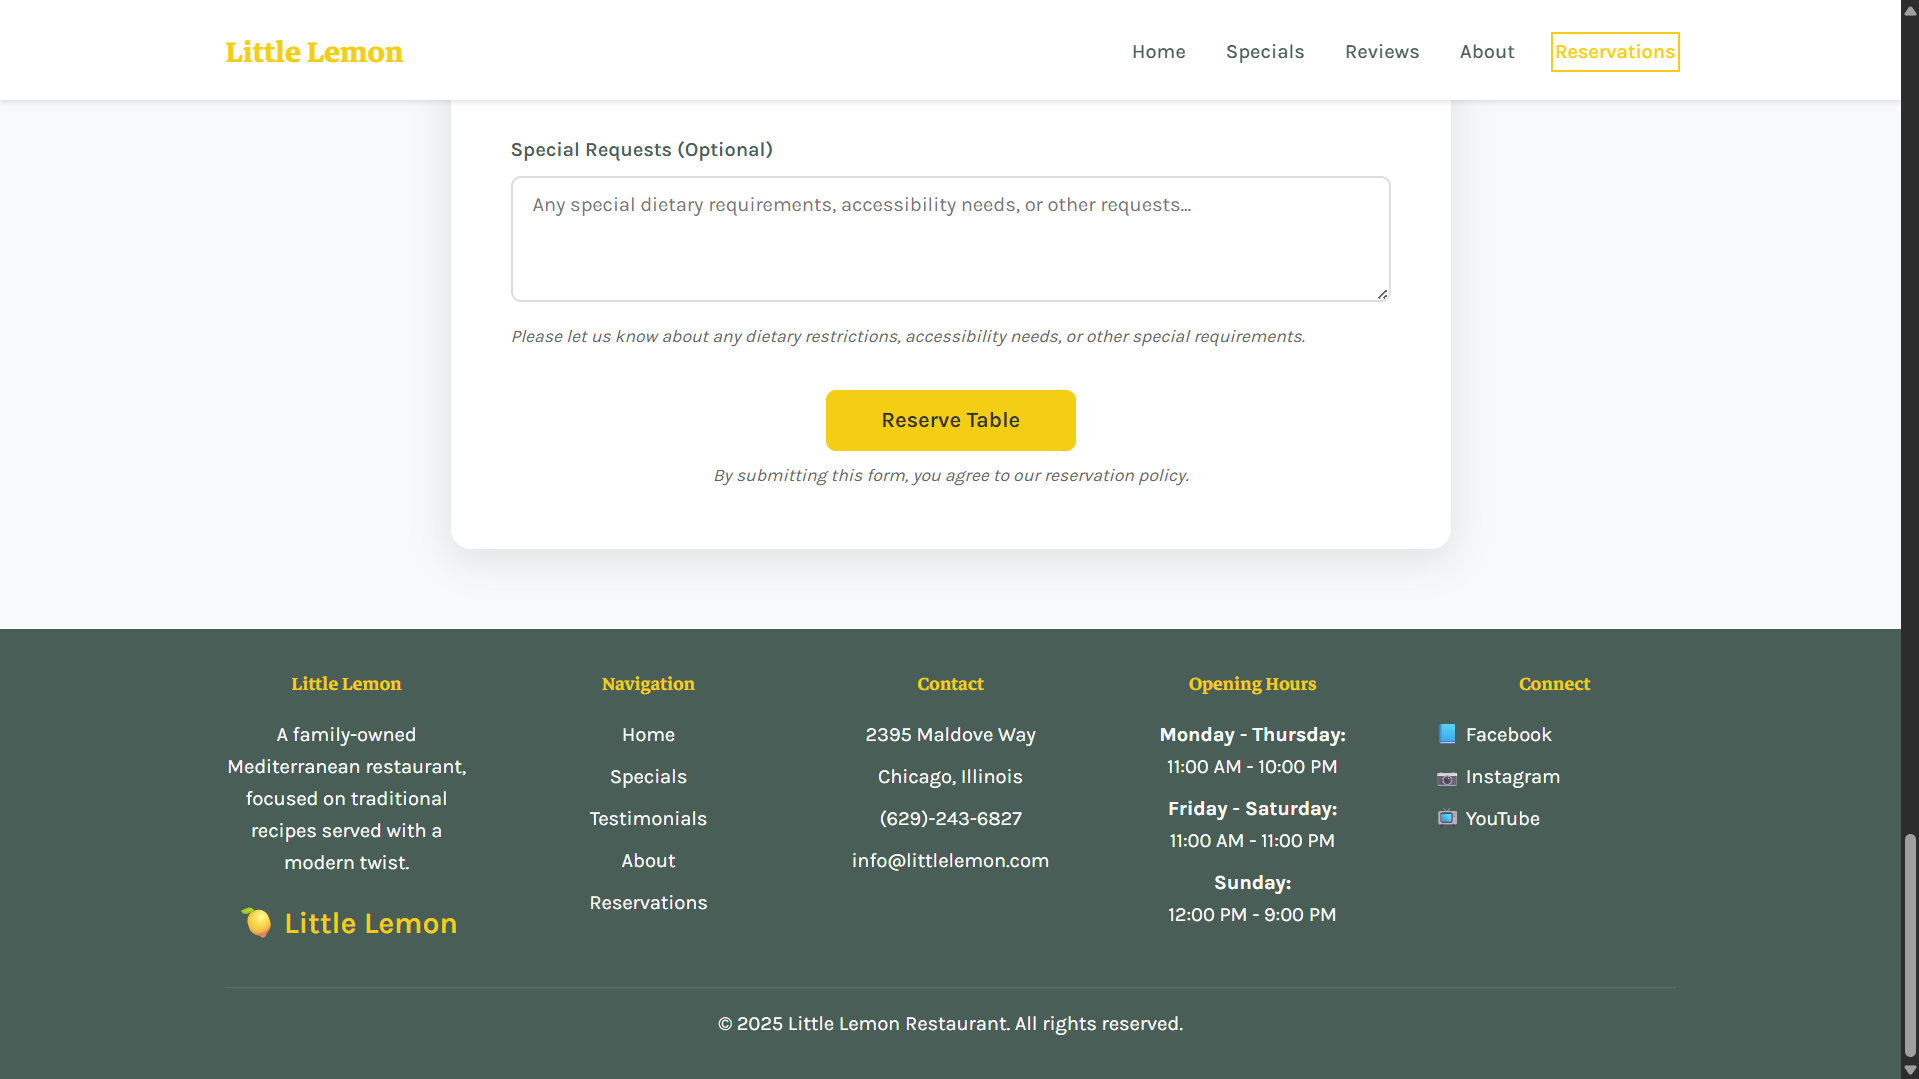 Little Lemon
Home
Specials
Reviews
About
Reservations
Special Requests (Optional)
Any special dietary requirements, accessibility needs, or other requests...
Please let us know about any dietary restrictions, accessibility needs, or other special requirements.
Reserve Table
By submitting this form, you agree to our reservation policy.
Little Lemon
A family-owned
Mediterranean restaurant,
focused on traditional
recipes served with a
modern twist.
Little Lemon
Navigation
Home
Specials
Testimonials
About
Reservations
Contact
2395 Maldove Way
Chicago, Illinois
(629)-243-6827
info@littlelemon.com
Opening Hours
Monday - Thursday:
11:00 AM - 10:00 PM
Friday - Saturday:
11:00 AM - 11:00 PM
Sunday:
12:00 PM - 9:00 PM
Connect
Facebook
Instagram
YouTube
© 2025 Little Lemon Restaurant. All rights reserved.